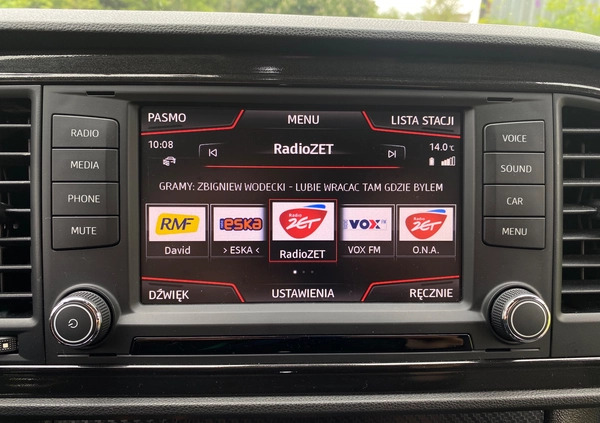 PASMO
MENU
LISTA STACJI
RADIO
MEDIA
PHONE
MUTE
10:08
RadioZET
14.0℃
GRAMY: ZBIGNIEW WODECKI - LUBIE WRACAC TAM GDZIE BYLEM
RMF
ESKA
Radio ZET
VOX FM
Radio ZET
David
> ESKA <
RadioZET
VOX FM
O.N.A.
DŹWIĘK
USTAWIENIA
RĘCZNIE
VOICE
SOUND
CAR
MENU